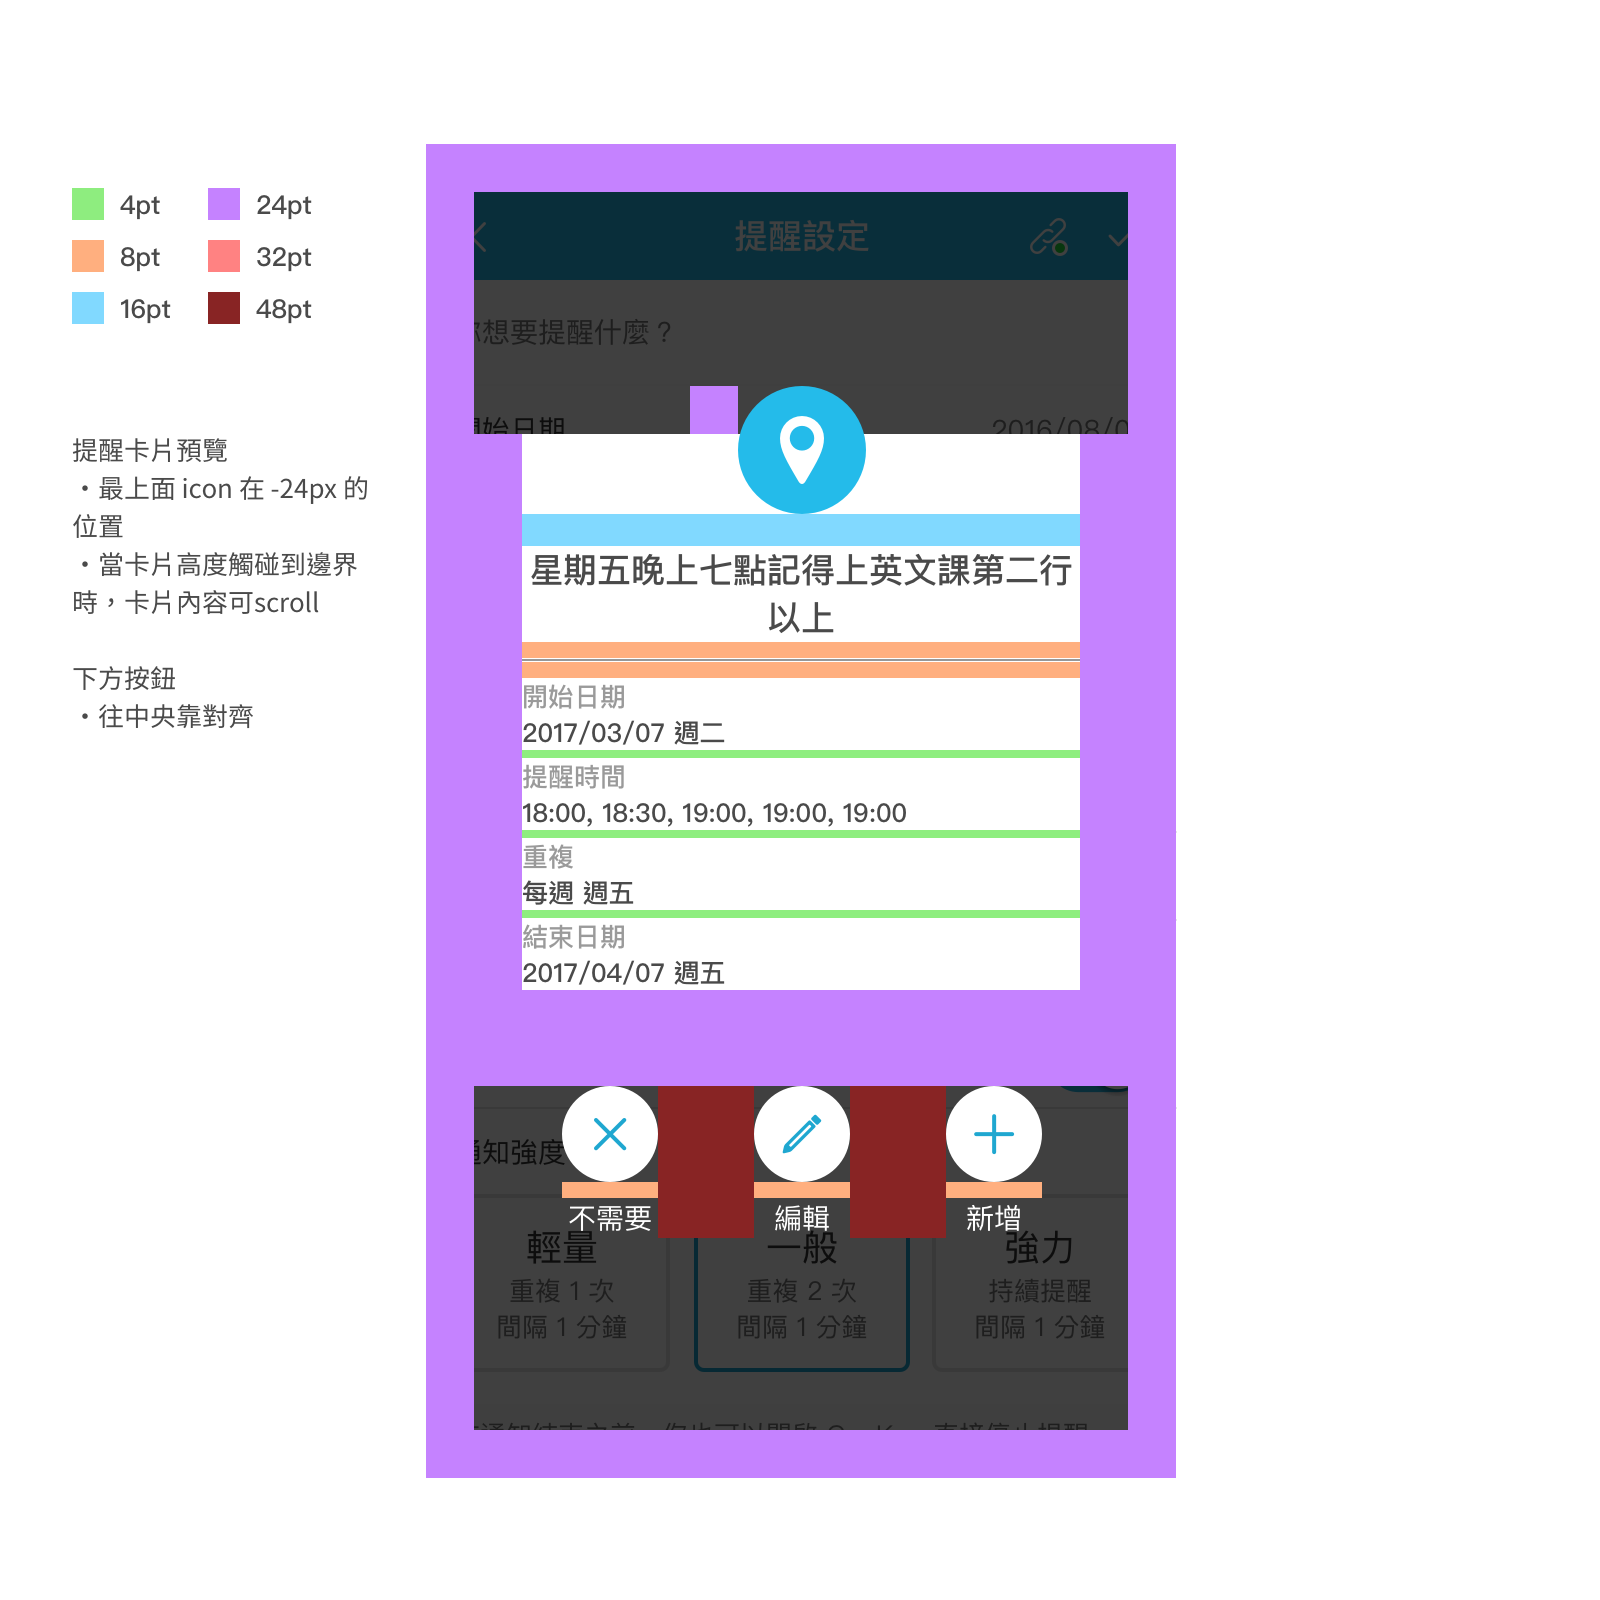 4pt
24pt
8pt
32pt
16pt
48pt
提醒卡片預覽
・最上面 icon 在 -24px 的
位置
・當卡片高度觸碰到邊界
時，卡片內容可scroll
下方按鈕
・往中央靠對齊
提醒設定
想要提醒什麼？
始日期
2016/08/0
星期五晚上七點記得上英文課第二行
以上
開始日期
2017/03/07 週二
提醒時間
18:00, 18:30, 19:00, 19:00, 19:00
重複
每週 週五
結束日期
2017/04/07 週五
通知強度
不需要
編輯
新增
輕量
一般
強力
重複 1 次
間隔 1 分鐘
重複 2 次
間隔 1 分鐘
持續提醒
間隔 1 分鐘